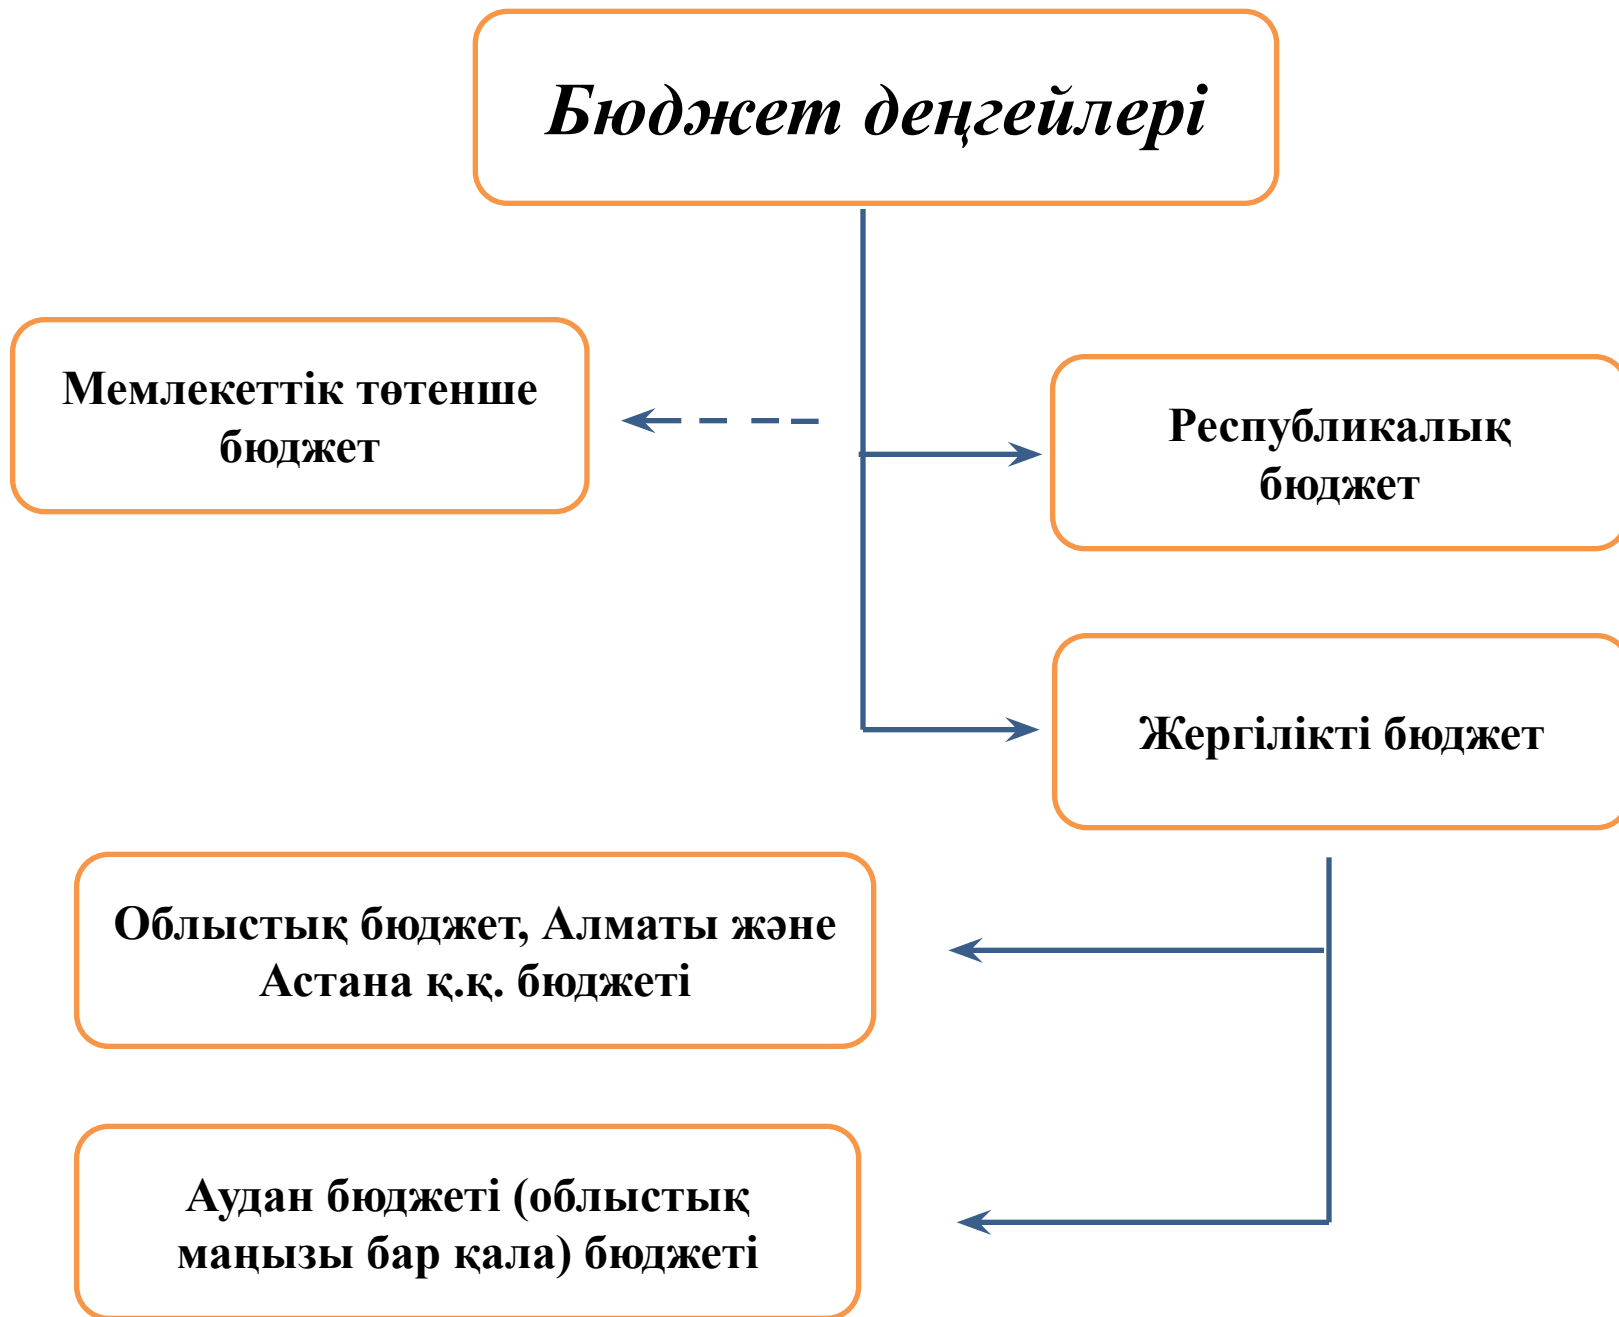 Бюджет деңгейлері
Мемлекеттік төтенше
бюджет
Республикалық
бюджет
Жергілікті бюджет
Облыстық бюджет, Алматы және
Астана қ.қ. бюджеті
Аудан бюджеті (облыстық
маңызы бар қала) бюджеті